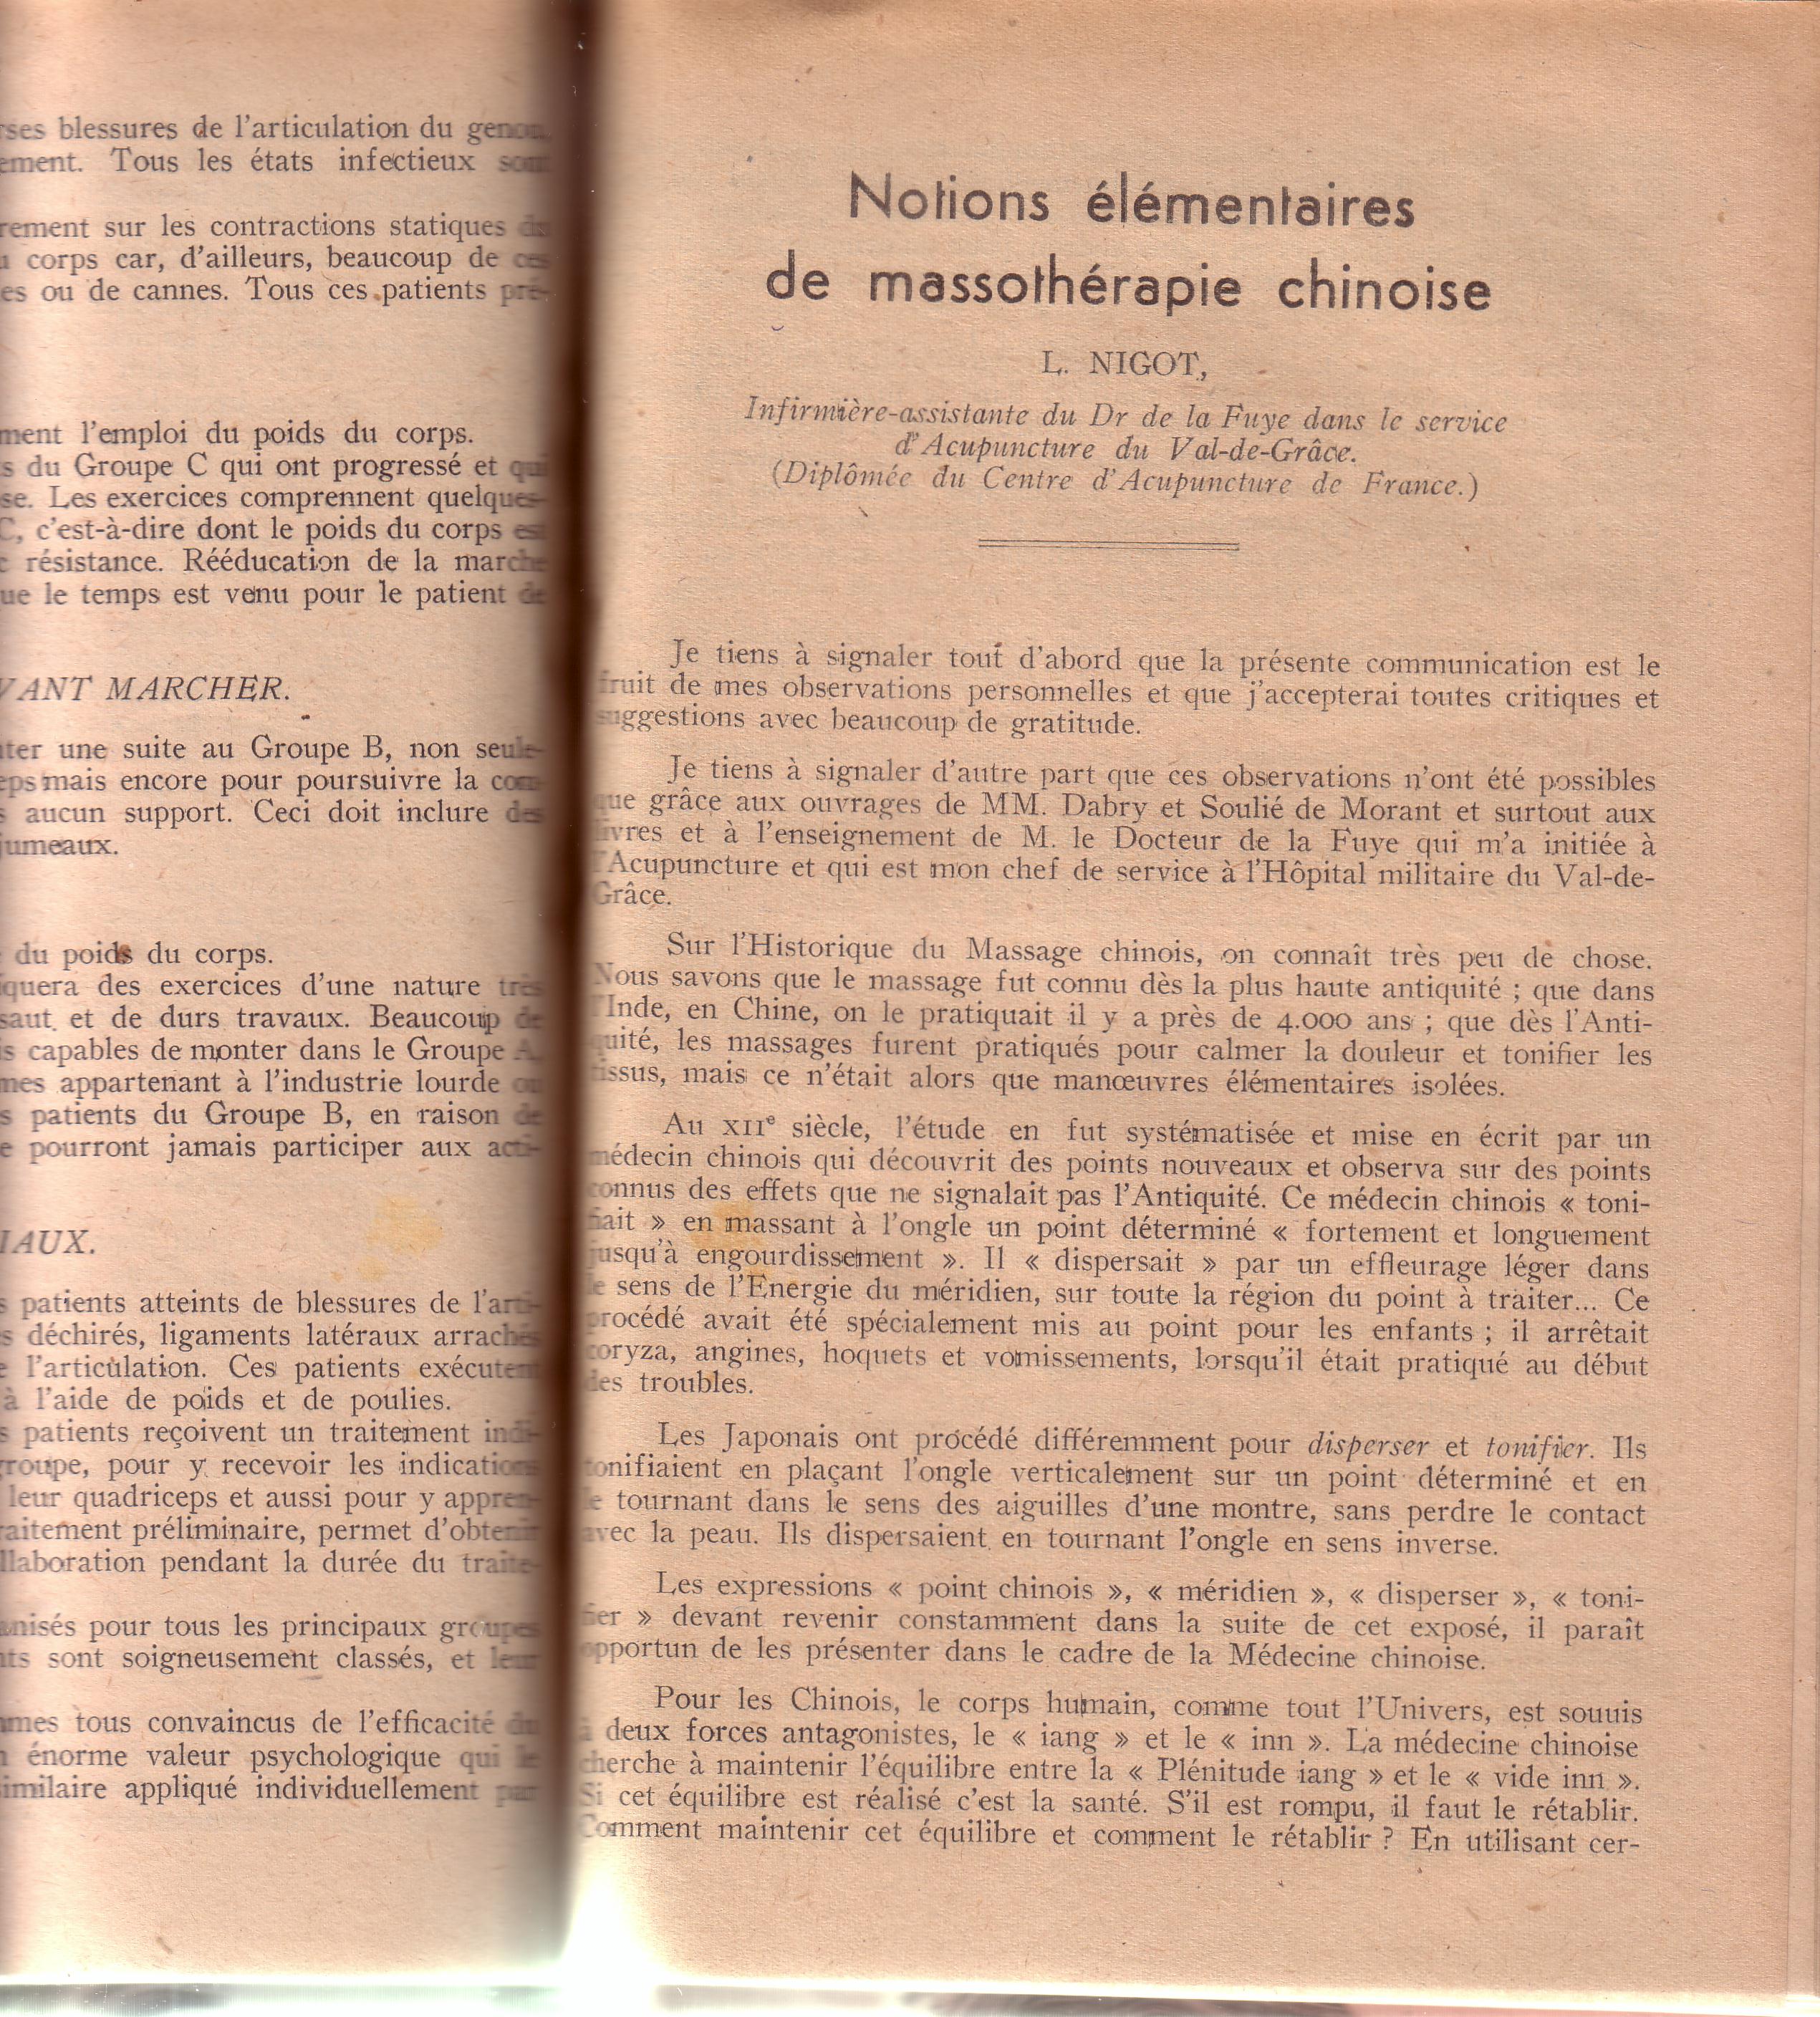 blessures de l'articulation du
Tous les états infectieux
sur les contractions statiques
corps car, d'ailleurs, beaucoup de ces
ou de cannes. Tous ces patients pré-
l'emploi du poids du corps.
du Groupe C qui ont progressé et qui
Les exercices comprennent quelques-
C, c'est-à-dire dont le poids du corps est
résistance. Rééducation de la marche
le temps est venu pour le patient de
MARCHER.
une suite au Groupe B, non seule-
mais encore pour poursuivre la
aucun support. Ceci doit inclure des
jumeaux.
du poids du corps.
des exercices d'une nature très
saut et de durs travaux. Beaucoup de
capables de monter dans le Groupe A.
appartenant à l'industrie lourde ou
patients du Groupe B, en raison de
pourront jamais participer aux acti-
patients atteints de blessures de l'arti-
déchirés, ligaments latéraux arrachés
l'articulation. Ces patients exécutent
à l'aide de poids et de poulies.
patients reçoivent un traitement indi-
pour y recevoir les indications
leur quadriceps et aussi pour y appren-
préliminaire, permet d'obtenir
pendant la durée du traite-
pour tous les principaux groupes
sont soigneusement classés, et leur
tous convaincus de l'efficacité du
énorme valeur psychologique qui le
appliqué individuellement par
Notions élémentaires
de massothérapie chinoise
L. NIGOT,
Infirmière-assistante du Dr de la Fuye dans le service
d'Acupuncture du Val-de-Grâce.
(Diplômée du Centre d'Acupuncture de France.)
Je tiens à signaler tout d'abord que la présente communication est le
fruit de mes observations personnelles et que j'accepterai toutes critiques et
suggestions avec beaucoup de gratitude.
Je tiens à signaler d'autre part que ces observations n'ont été possibles
que grâce aux ouvrages de MM. Dabry et Soulié de Morant et surtout aux
livres et à l'enseignement de M. le Docteur de la Fuye qui m'a initiée à
l'Acupuncture et qui est mon chef de service à l'Hôpital militaire du Val-de-
Grâce.
Sur l'Historique du Massage chinois, on connaît très peu de chose.
Nous savons que le massage fut connu dès la plus haute antiquité ; que dans
l'Inde, en Chine, on le pratiquait il y a près de 4.000 ans ; que dès l'Anti-
quité, les massages furent pratiqués pour calmer la douleur et tonifier les
tissus, mais ce n'était alors que manœuvres élémentaires isolées.
Au XIIe siècle, l'étude en fut systématisée et mise en écrit par un
médecin chinois qui découvrit des points nouveaux et observa sur des points
connus des effets que ne signalait pas l'Antiquité. Ce médecin chinois « toni-
fiait » en massant à l'ongle un point déterminé « fortement et longuement
jusqu'à engourdissement ». Il « dispersait » par un effleurage léger dans
le sens de l'Energie du méridien, sur toute la région du point à traiter... Ce
procédé avait été spécialement mis au point pour les enfants ; il arrêtait
coryza, angines, hoquets et vomissements, lorsqu'il était pratiqué au début
des troubles.
Les Japonais ont procédé différemment pour disperser et tonifier. Ils
tonifiaient en plaçant l'ongle verticalement sur un point déterminé et en
le tournant dans le sens des aiguilles d'une montre, sans perdre le contact
avec la peau. Ils dispersaient en tournant l'ongle en sens inverse.
Les expressions « point chinois », « méridien », « disperser », « toni-
fier » devant revenir constamment dans la suite de cet exposé, il paraît
opportun de les présenter dans le cadre de la Médecine chinoise.
Pour les Chinois, le corps humain, comme tout l'Univers, est soumis
à deux forces antagonistes, le « iang » et le « inn ». La médecine chinoise
cherche à maintenir l'équilibre entre la « Plénitude iang » et le « vide inn ».
Si cet équilibre est réalisé c'est la santé. S'il est rompu, il faut le rétablir.
Comment maintenir cet équilibre et comment le rétablir ? En utilisant cer-